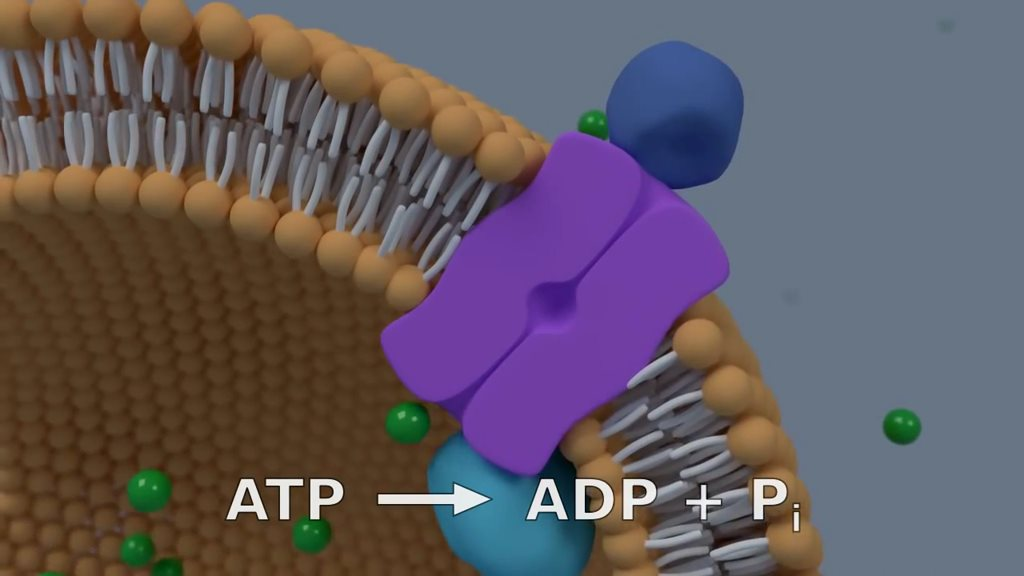 ATP → ADP + Pi